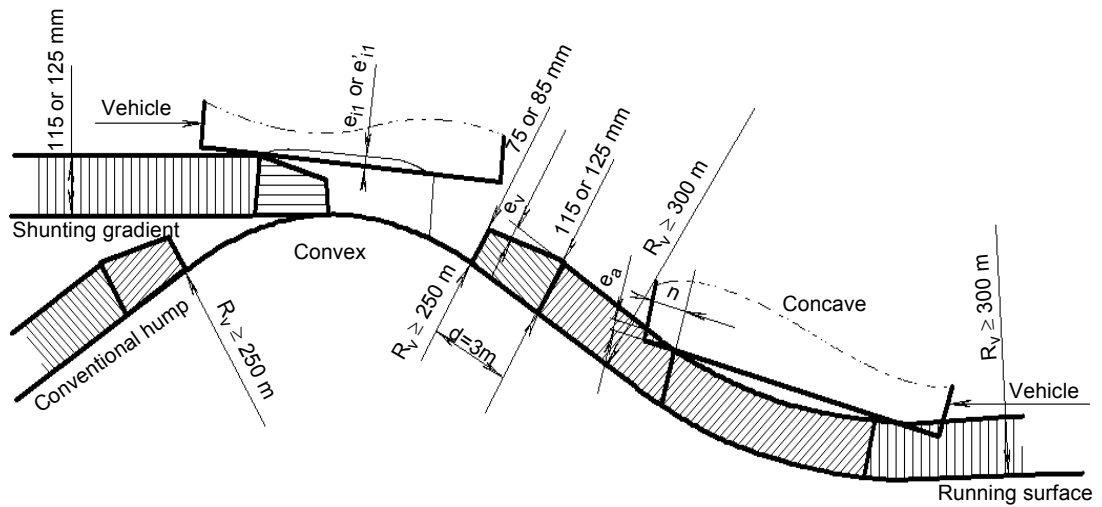 115 or 125 mm
Vehicle
ei1 or e'i1
75 or 85 mm
ev
115 or 125 mm
Rv ≥ 300 m
Shunting gradient
Convex
Rv ≥ 250 m
d=3m
ea
n
Concave
Rv ≥ 300 m
Conventional hump
Rv ≥ 250 m
Vehicle
Running surface